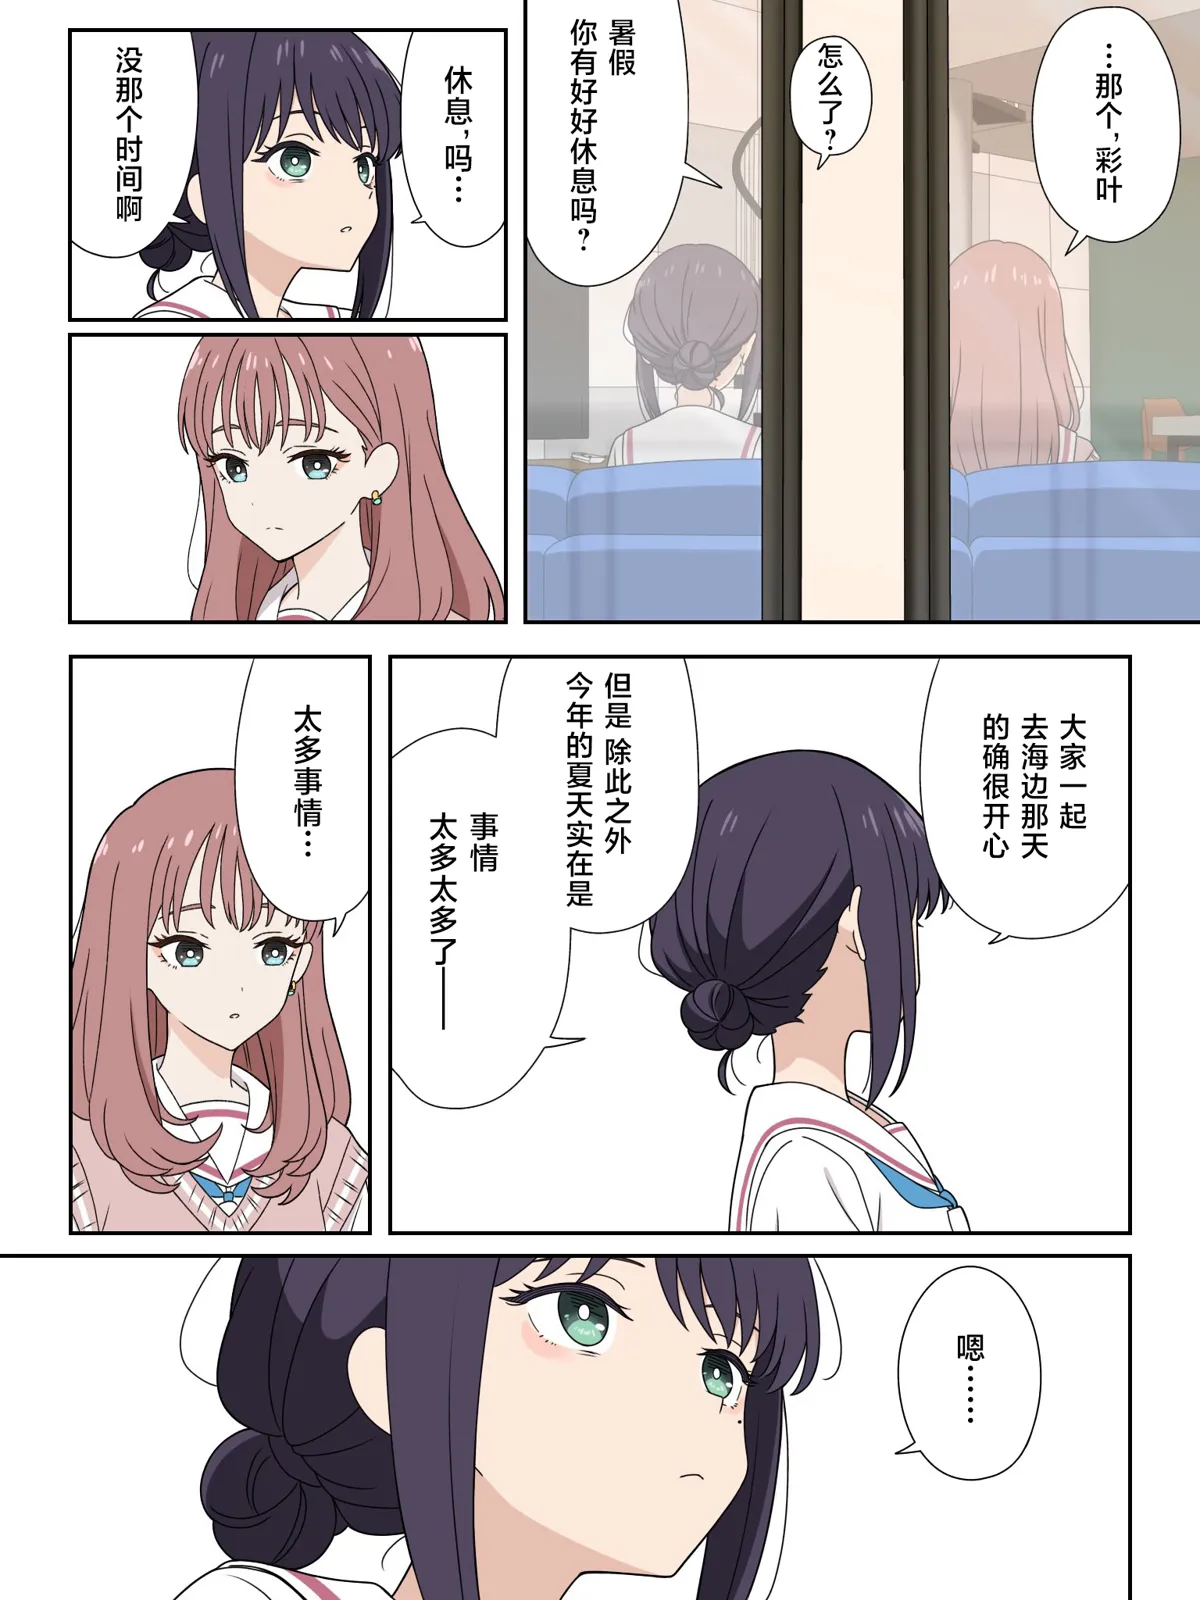 …那个，彩叶
怎么了？
暑假
你有好好休息吗？
休息，吗…
没那个时间啊
大家一起
去海边那天
的确很开心
但是 除此之外
今年的夏天实在是
事情
太多太多了——
太多事情…
嗯……